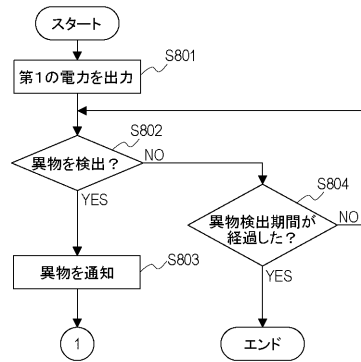 スタート
S801
第1の電力を出力
S802
異物を検出？
NO
YES
S804
異物検出期間が
経過した？
NO
YES
S803
異物を通知
1
エンド